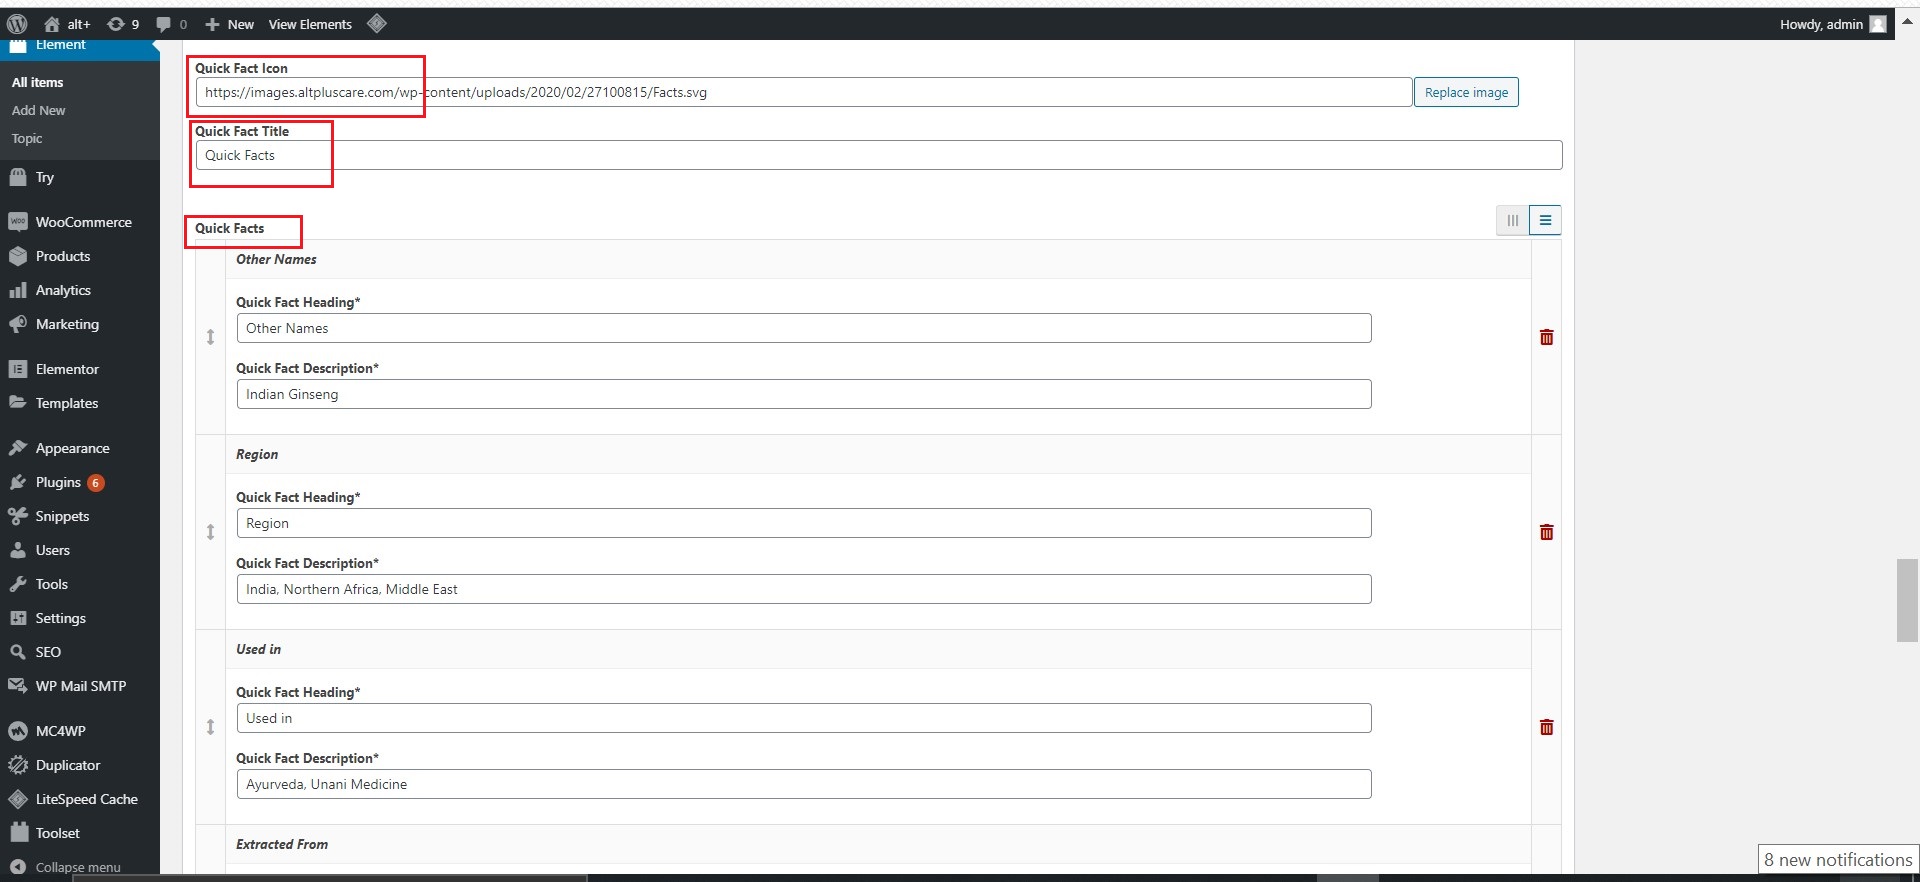 alt+ 9 0 New View Elements Howdy, admin
Element
All items
Add New
Topic
Try
WooCommerce
Products
Analytics
Marketing
Elementor
Templates
Appearance
Plugins 6
Snippets
Users
Tools
Settings
SEO
WP Mail SMTP
MC4WP
Duplicator
LiteSpeed Cache
Toolset
Collapse menu
Quick Fact Icon
https://images.altpluscare.com/wp-content/uploads/2020/02/27100815/Facts.svg Replace image
Quick Fact Title
Quick Facts
Quick Facts
Other Names
Quick Fact Heading*
Other Names
Quick Fact Description*
Indian Ginseng
Region
Quick Fact Heading*
Region
Quick Fact Description*
India, Northern Africa, Middle East
Used in
Quick Fact Heading*
Used in
Quick Fact Description*
Ayurveda, Unani Medicine
Extracted From
8 new notifications